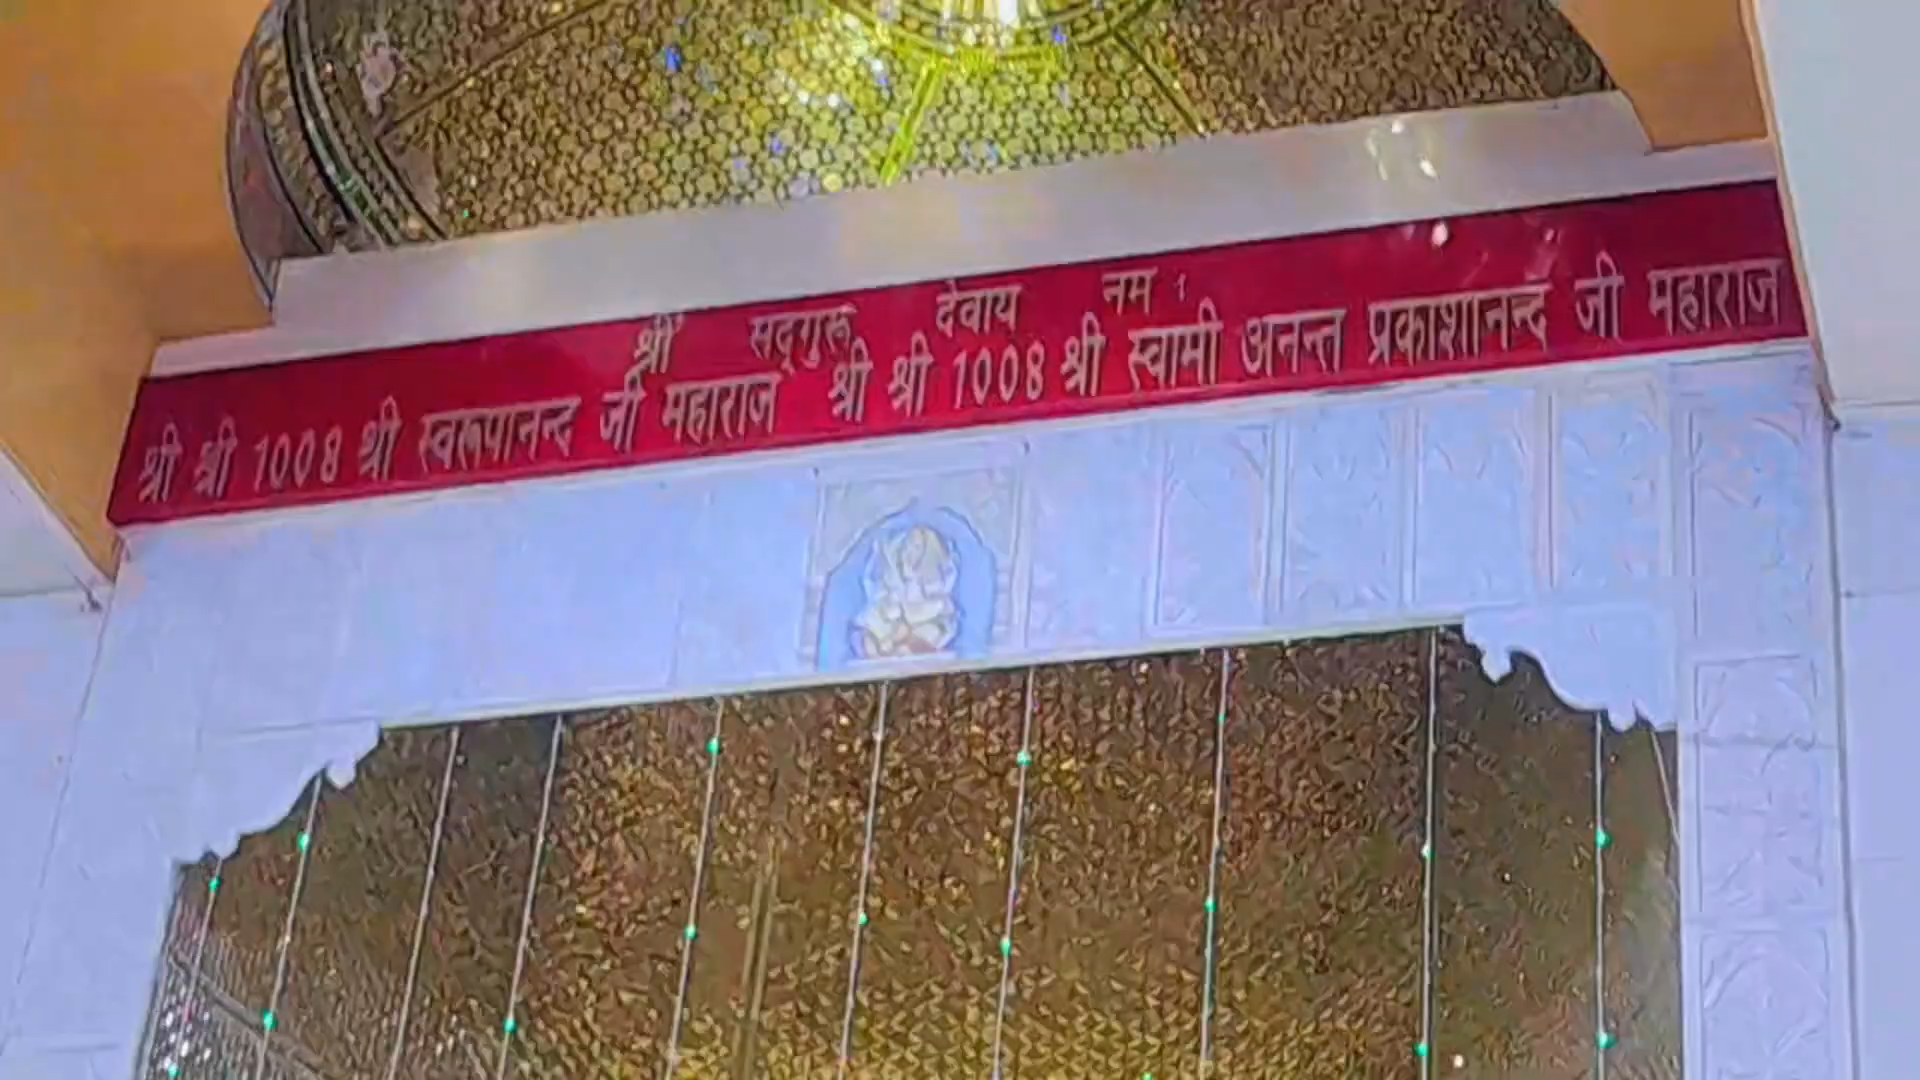 श्री सद्‌गुरू देवाय नमः
श्री श्री 1008 श्री स्वरूपानन्द जी महाराज श्री श्री 1008 श्री स्वामी अनन्त प्रकाशानन्द जी महाराज